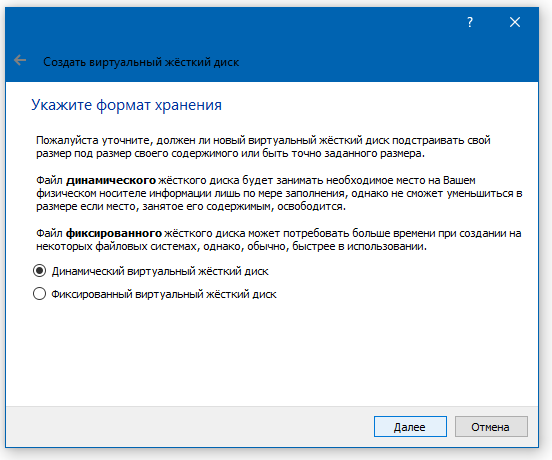 ?
Создать виртуальный жёсткий диск
Укажите формат хранения
Пожалуйста уточните, должен ли новый виртуальный жёсткий диск подстраивать свой
размер под размер своего содержимого или быть точно заданного размера.
Файл динамического жёсткого диска будет занимать необходимое место на Вашем
физическом носителе информации лишь по мере заполнения, однако не сможет уменьшиться в
размере если место, занятое его содержимым, освободится.
Файл фиксированного жёсткого диска может потребовать больше времени при создании на
некоторых файловых системах, однако, обычно, быстрее в использовании.
Динамический виртуальный жёсткий диск
Фиксированный виртуальный жёсткий диск
Далее
Отмена